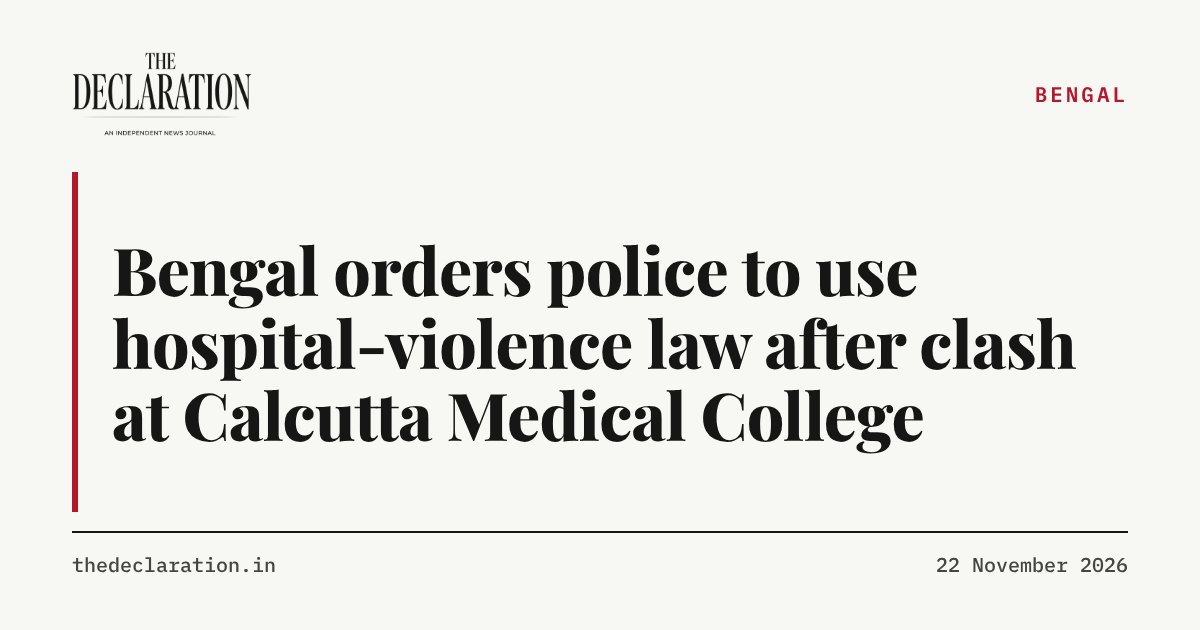 THE
DECLARATION
AN INDEPENDENT NEWS JOURNAL
BENGAL
Bengal orders police to use
hospital-violence law after clash
at Calcutta Medical College
thedeclaration.in
22 November 2026